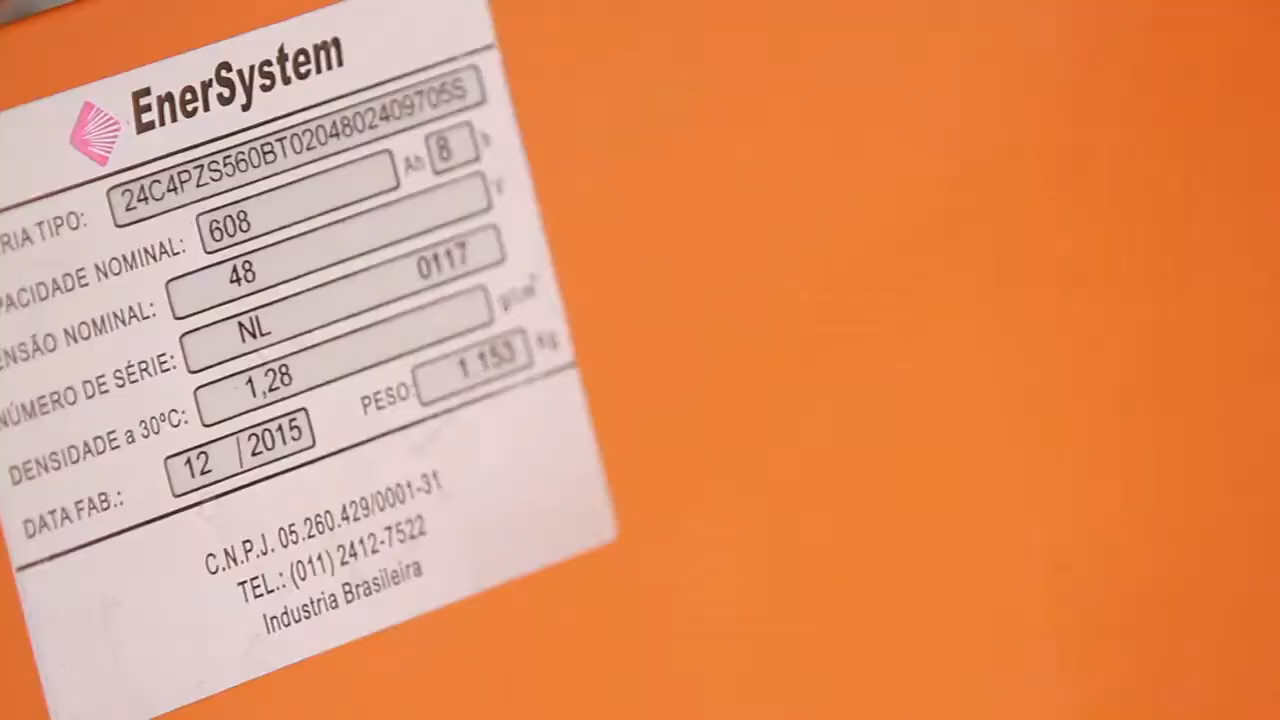 EnerSystem
RIA TIPO: 24C4PZS560BT0204802409705S
PACIDADE NOMINAL: 608 Ah 8 h
ENSÃO NOMINAL: 48 V
NÚMERO DE SÉRIE: NL 0117
DENSIDADE a 30ºC: 1,28 g/cm³
DATA FAB.: 12 / 2015 PESO: 1 153 Kg
C.N.P.J. 05.260.429/0001-31
TEL.: (011) 2412-7522
Industria Brasileira